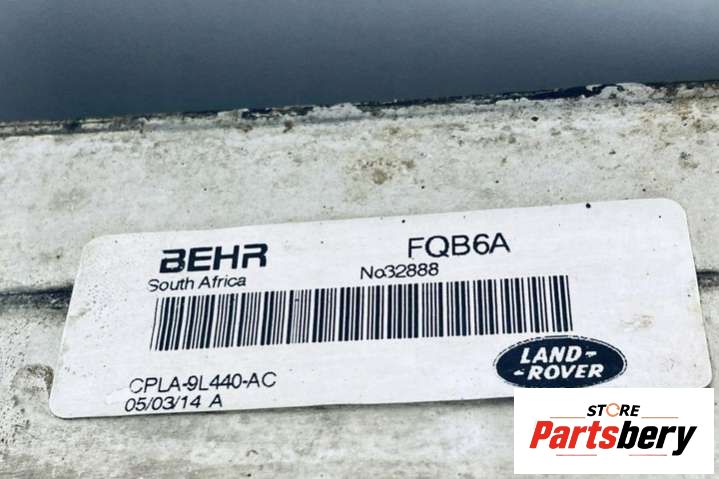 BEHR FQB6A
South Africa No32888
CPLA-9L440-AC
05/03/14 A
LAND-
-ROVER
STORE
Partsbery